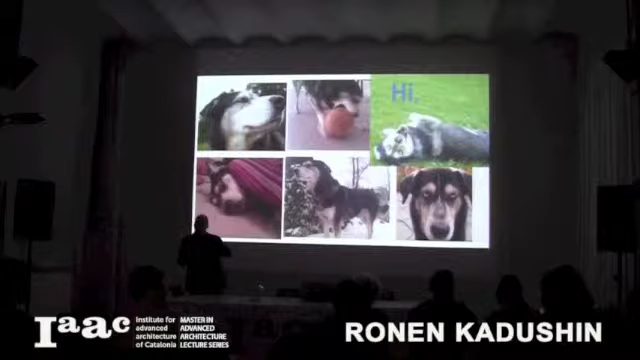 Hi,
Iaac
institute for
advanced
architecture
of Catalonia
MASTER IN
ADVANCED
ARCHITECTURE
LECTURE SERIES
RONEN KADUSHIN